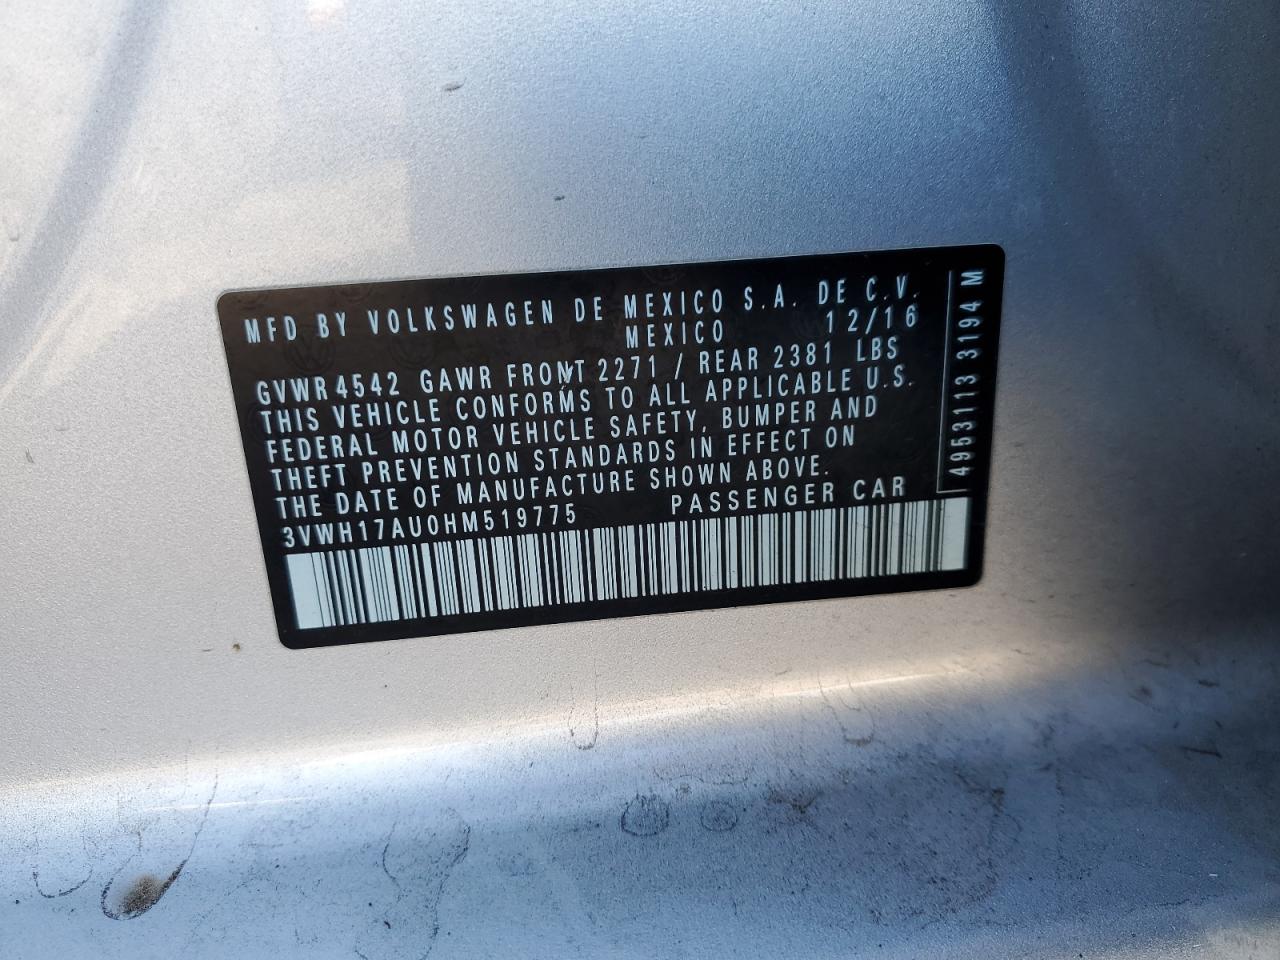 MFD BY VOLKSWAGEN DE MEXICO S.A. DE C.V.
MEXICO 12/16
GVWR 4542 GAWR FRONT 2271 / REAR 2381 LBS
THIS VEHICLE CONFORMS TO ALL APPLICABLE U.S.
FEDERAL MOTOR VEHICLE SAFETY, BUMPER AND
THEFT PREVENTION STANDARDS IN EFFECT ON
THE DATE OF MANUFACTURE SHOWN ABOVE.
3VWH17AU0HM519775 PASSENGER CAR
4953113 3194 M